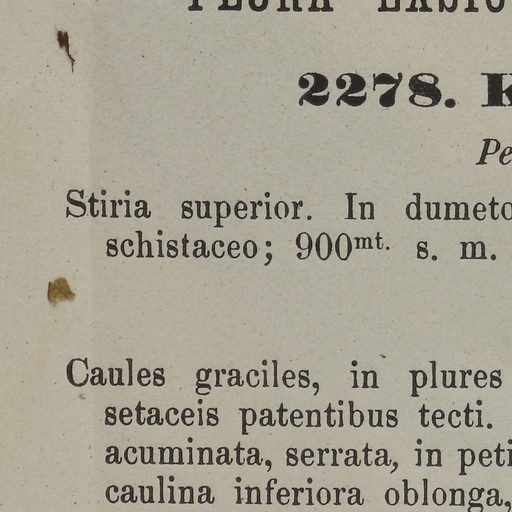 2278. K
Pe
Stiria superior. In dumeto
schistaceo; 900mt. s. m.
Caules graciles, in plures
setaceis patentibus tecti.
acuminata, serrata, in peti
caulina inferiora oblonga,